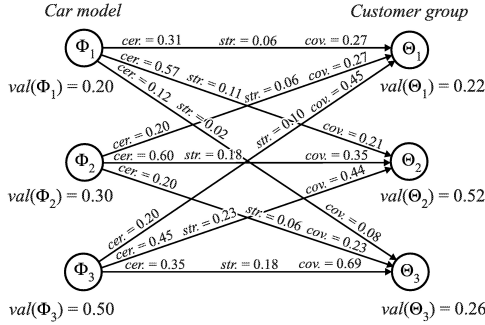 Car model
Customer group
Φ1
cer. = 0.31 str. = 0.06 cov. = 0.27
Θ1
val(Φ1) = 0.20
cer. = 0.57 str. = 0.11 cov. = 0.21
cer. = 0.12 str. = 0.02 cov. = 0.08
val(Θ1) = 0.22
cer. = 0.20 str. = 0.06 cov. = 0.27
Φ2
cer. = 0.60 str. = 0.18 cov. = 0.35
Θ2
val(Φ2) = 0.30
cer. = 0.20 str. = 0.06 cov. = 0.23
val(Θ2) = 0.52
cer. = 0.20 str. = 0.10 cov. = 0.45
cer. = 0.45 str. = 0.23 cov. = 0.44
Φ3
cer. = 0.35 str. = 0.18 cov. = 0.69
Θ3
val(Φ3) = 0.50
val(Θ3) = 0.26